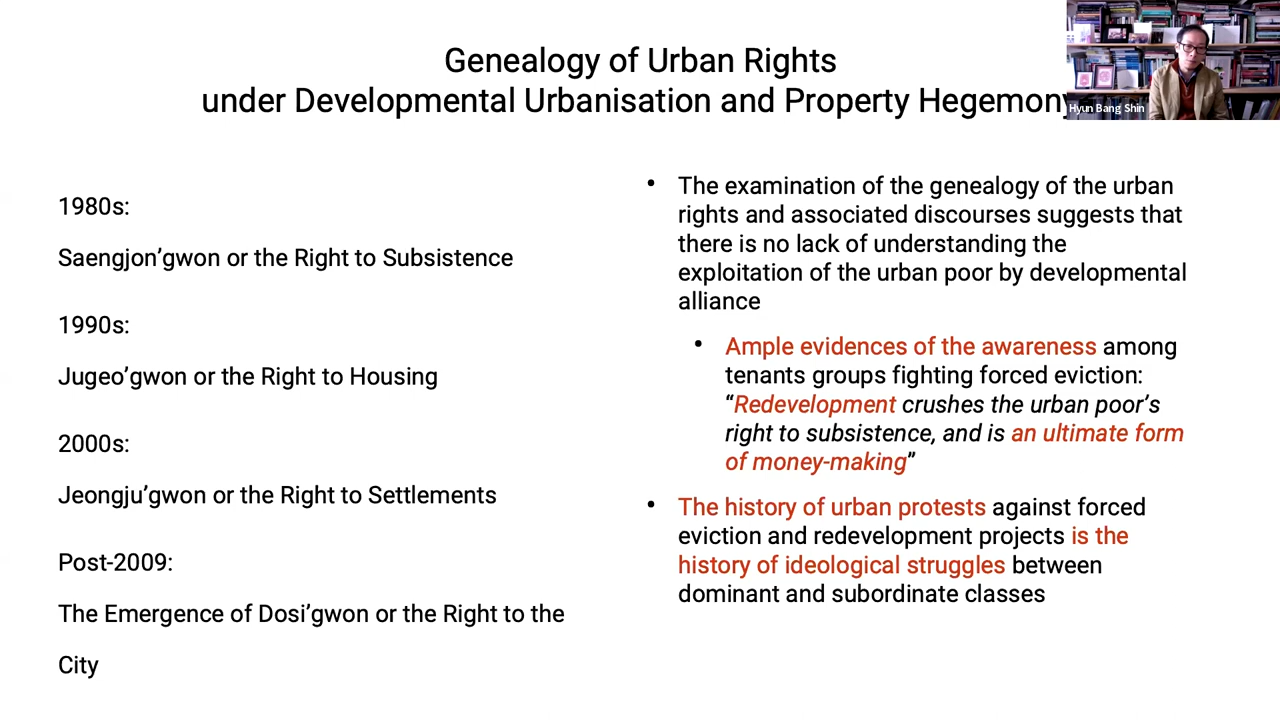 Genealogy of Urban Rights
under Developmental Urbanisation and Property Hegemony
Hyun Bang Shin
1980s:
Saengjon’gwon or the Right to Subsistence
1990s:
Jugeo’gwon or the Right to Housing
2000s:
Jeongju’gwon or the Right to Settlements
Post-2009:
The Emergence of Dosi’gwon or the Right to the
City
• The examination of the genealogy of the urban
rights and associated discourses suggests that
there is no lack of understanding the
exploitation of the urban poor by developmental
alliance
• Ample evidences of the awareness among
tenants groups fighting forced eviction:
“Redevelopment crushes the urban poor’s
right to subsistence, and is an ultimate form
of money-making”
• The history of urban protests against forced
eviction and redevelopment projects is the
history of ideological struggles between
dominant and subordinate classes